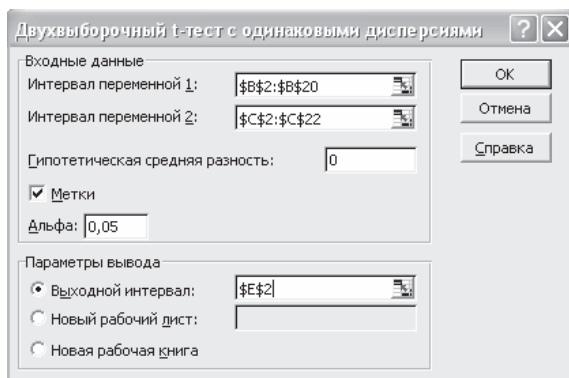 Двухвыборочный t-тест с одинаковыми дисперсиями
Входные данные
Интервал переменной 1: $B$2:$B$20
Интервал переменной 2: $C$2:$C$22
Гипотетическая средняя разность: 0
Метки
Альфа: 0,05
OK
Отмена
Справка
Параметры вывода
Выходной интервал: $E$2
Новый рабочий лист:
Новая рабочая книга